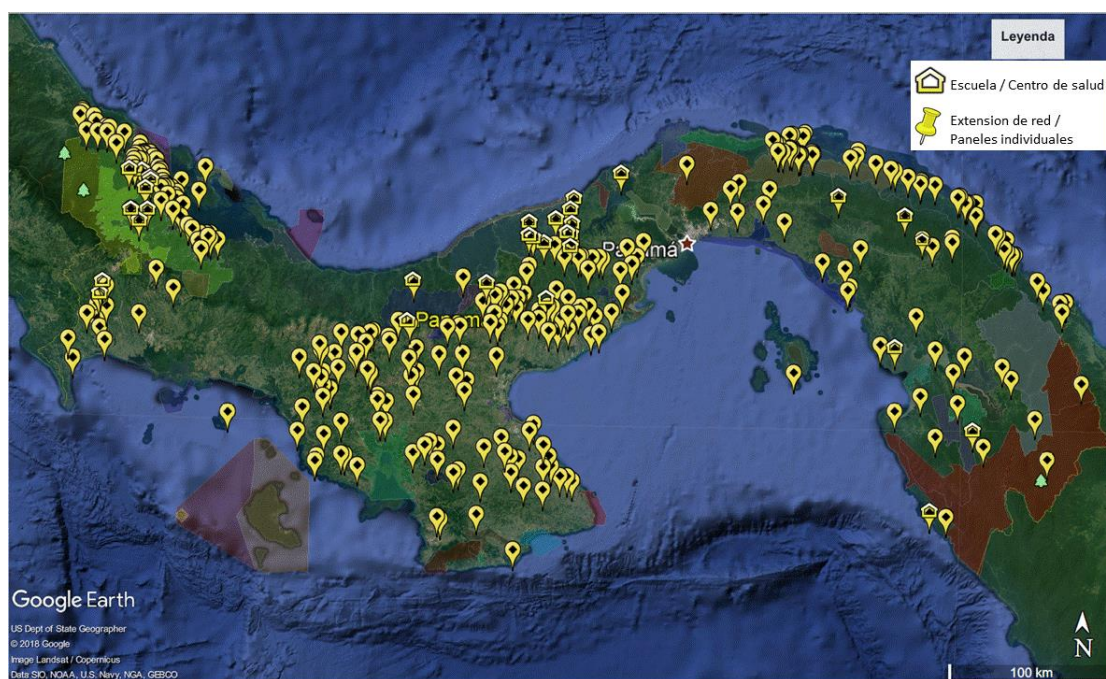 Leyenda
Escuela / Centro de salud
Extension de red /
Paneles individuales
Panamá
Panam
Google Earth
US Dept of State Geographer
© 2018 Google
Image Landsat / Copernicus
Data SIO, NOAA, U.S. Navy, NGA, GEBCO
N
100 km